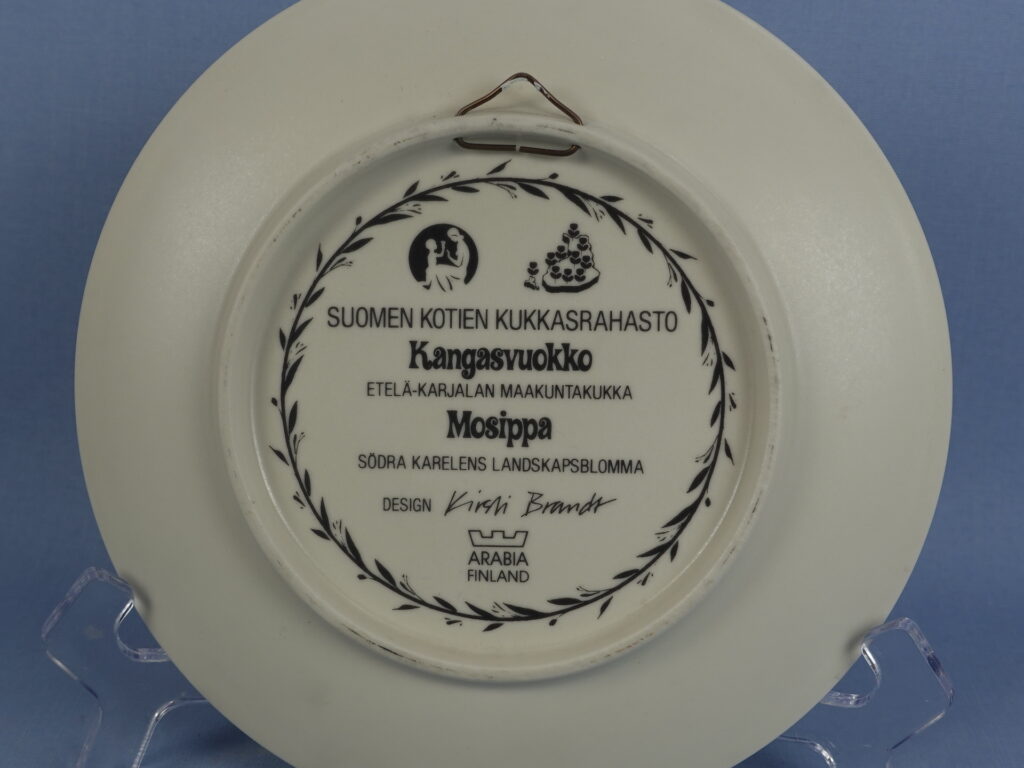 SUOMEN KOTIEN KUKKASRAHASTO
Kangasvuokko
ETELÄ-KARJALAN MAAKUNTAKUKKA
Mosippa
SÖDRA KARELENS LANDSKAPSBLOMMA
DESIGN Kirsti Brandt
ARABIA
FINLAND